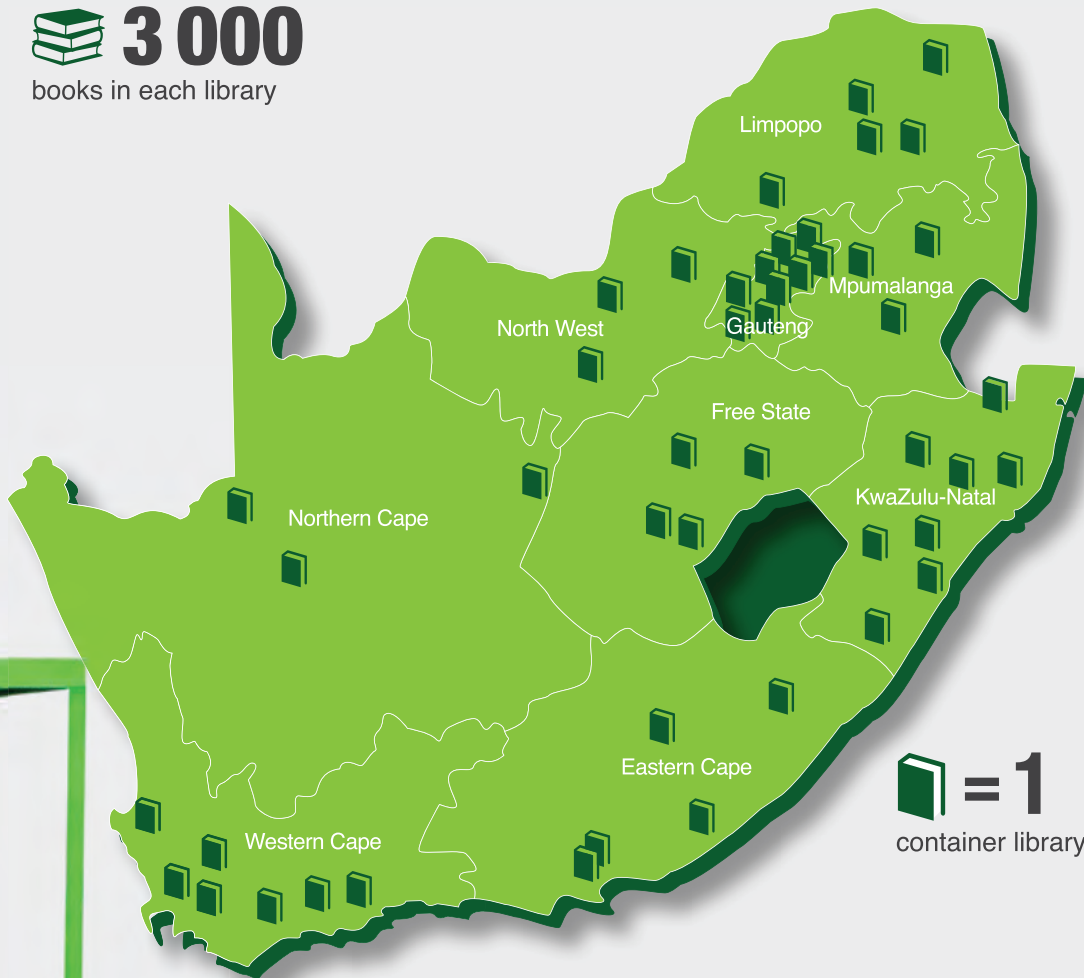 3 000
books in each library
Limpopo
Mpumalanga
North West
Gauteng
Free State
KwaZulu-Natal
Northern Cape
Eastern Cape
Western Cape
= 1
container library